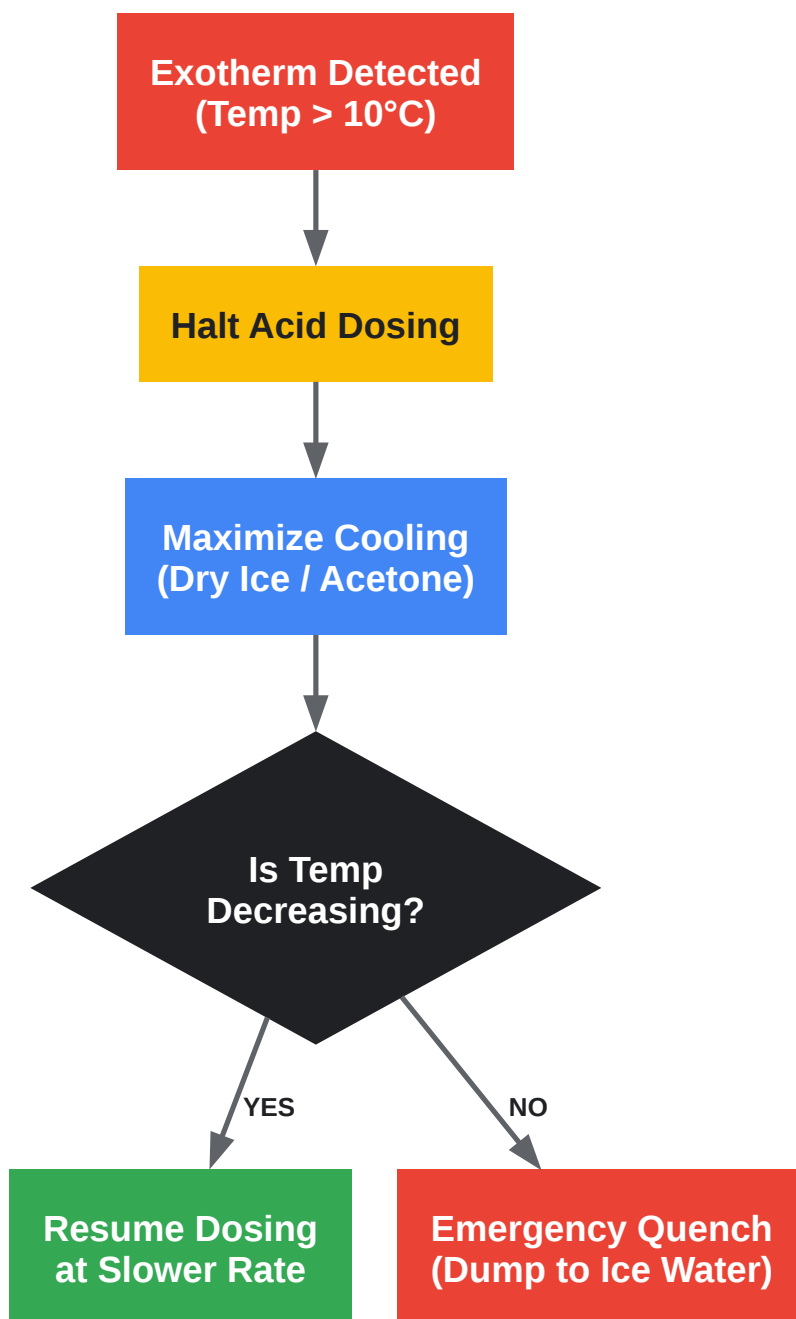 Exotherm Detected
(Temp > 10°C)
Halt Acid Dosing
Maximize Cooling
(Dry Ice / Acetone)
Is Temp
Decreasing?
YES
NO
Resume Dosing
at Slower Rate
Emergency Quench
(Dump to Ice Water)